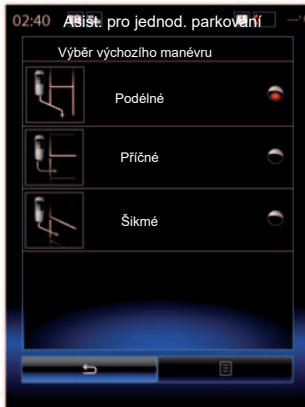 02:40 Asist. pro jednod. parkování
Výběr výchozího manévru
Podélné
Příčné
Šikmé